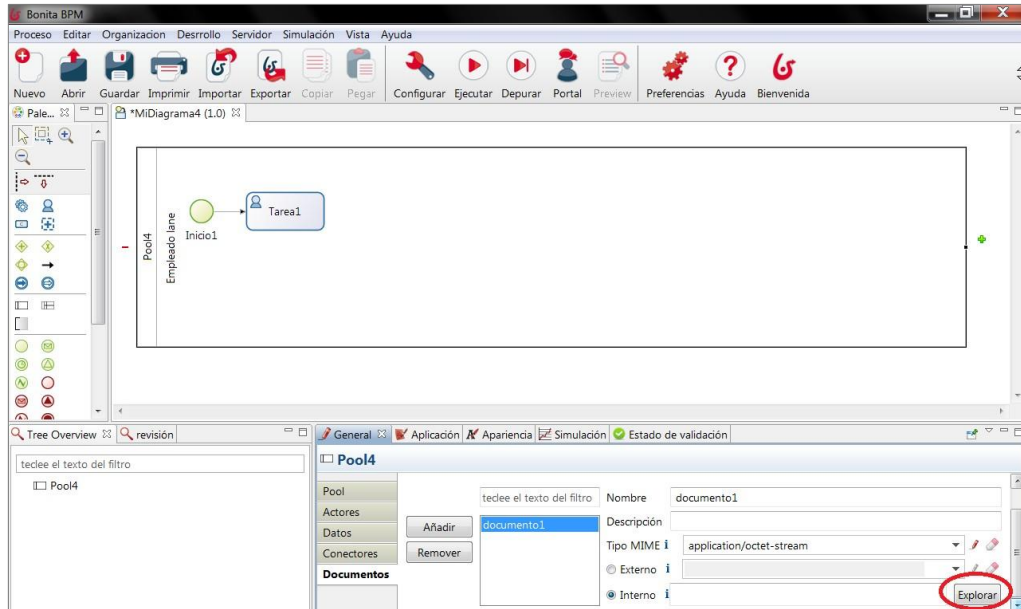 Bonita BPM
Proceso Editar Organizacion Desrrollo Servidor Simulación Vista Ayuda
Nuevo Abrir Guardar Imprimir Importar Exportar Copiar Pegar Configurar Ejecutar Depurar Portal Preview Preferencias Ayuda Bienvenida
Pale... *MiDiagrama4 (1.0)
Pool4
Empleado lane
Inicio1
Tarea1
Tree Overview revisión
General Aplicación Apariencia Simulación Estado de validación
teclee el texto del filtro
Pool4
Pool4
Pool
Actores
Datos
Conectores
Documentos
Añadir
Remover
teclee el texto del filtro
documento1
Nombre documento1
Descripción
Tipo MIME i application/octet-stream
Externo i
Interno i
Explorar